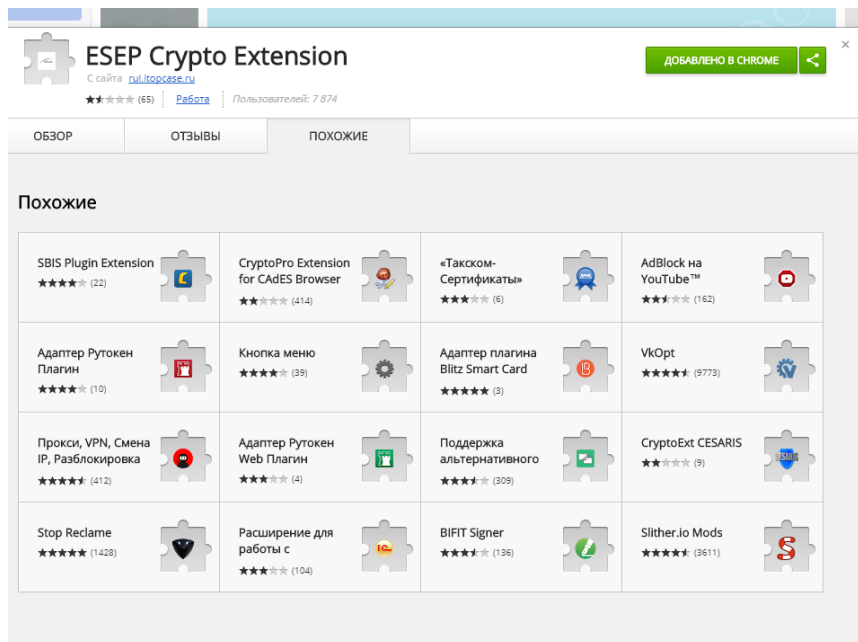 ESEP Crypto Extension
ДОБАВЛЕНО В CHROME
С сайта rul.itopcase.ru
(65) Работа Пользователей: 7 874
ОБЗОР ОТЗЫВЫ ПОХОЖИЕ
Похожие
SBIS Plugin Extension
(22)
CryptoPro Extension
for CAdES Browser
(414)
«Такском-
Сертификаты»
(6)
AdBlock на
YouTube™
(162)
Адаптер Рутокен
Плагин
(10)
Кнопка меню
(39)
Адаптер плагина
Blitz Smart Card
(3)
VkOpt
(9773)
Прокси, VPN, Смена
IP, Разблокировка
(412)
Адаптер Рутокен
Web Плагин
(4)
Поддержка
альтернативного
(309)
CryptoExt CESARIS
(9)
Stop Reclame
(1428)
Расширение для
работы с
(104)
BIFIT Signer
(136)
Slither.io Mods
(3611)